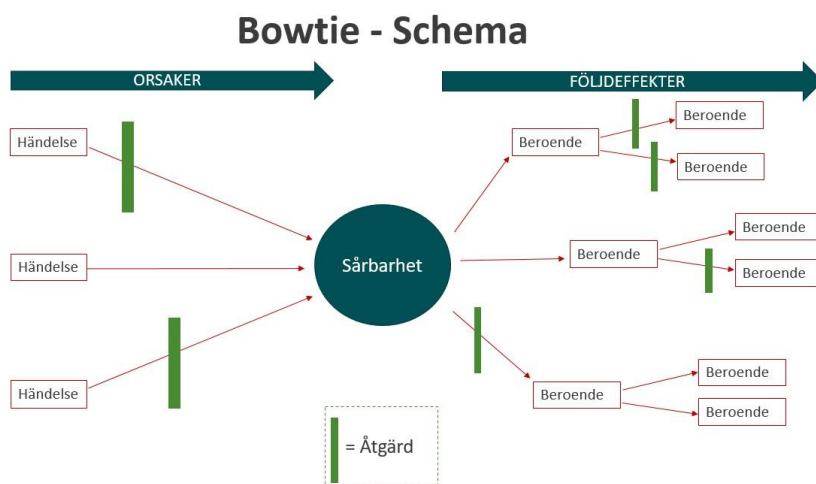 Bowtie - Schema
ORSAKER
FÖLJDEFFEKTER
Händelse
Händelse
Händelse
Sårbarhet
Beroende
Beroende
Beroende
Beroende
Beroende
Beroende
Beroende
Beroende
Beroende
= Åtgärd